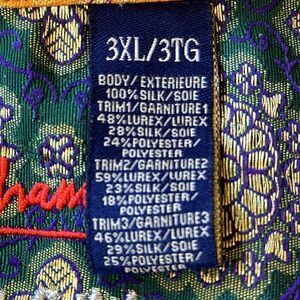 3XL/3TG
BODY/EXTERIEURE
100% SILK/SOIE
TRIM1/GARNITURE1
48% LUREX/LUREX
28% SILK/SOIE
24% POLYESTER/
POLYESTER
TRIM2/GARNITURE2
59% LUREX/LUREX
23% SILK/SOIE
18% POLYESTER/
POLYESTER
TRIM3/GARNITURE3
46% LUREX/LUREX
29% SILK/SOIE
25% POLYESTER/
POLYESTER